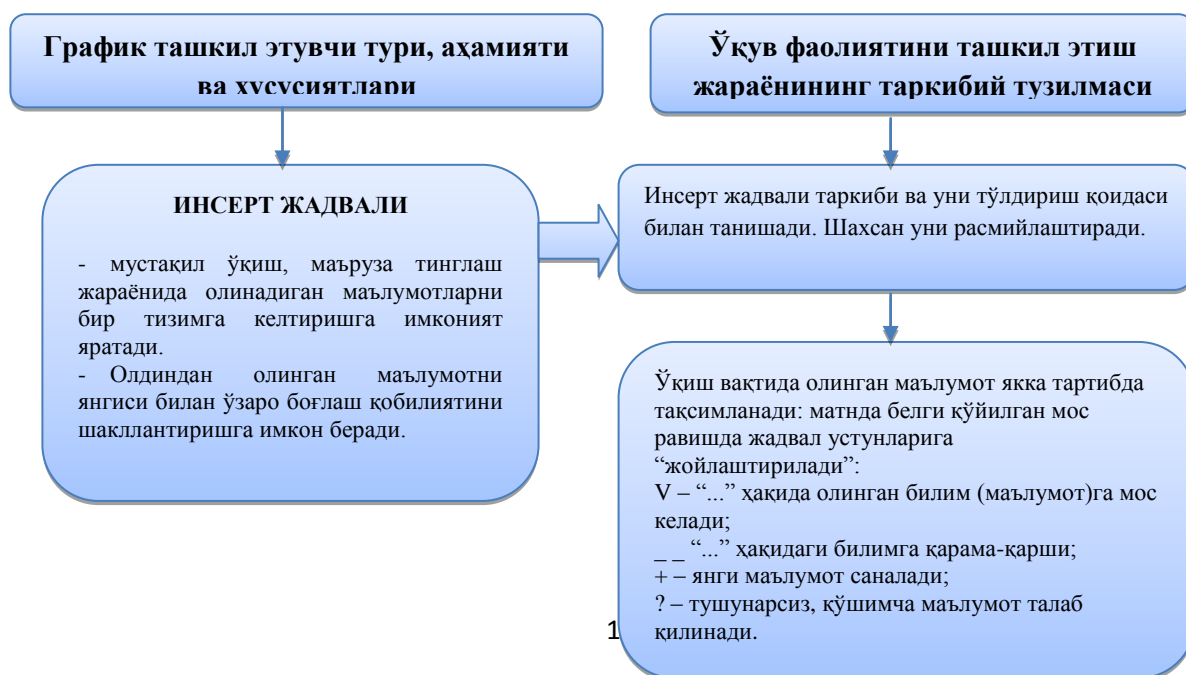 График ташкил этувчи тури, аҳамияти
ва хусусиятлари
Ўқув фаолиятини ташкил этиш
жараёнининг таркибий тузилмаси
ИНСЕРТ ЖАДВАЛИ
- мустақил ўқиш, маъруза тинглаш
жараёнида олинадиган маълумотларни
бир тизимга келтиришга имконият
яратади.
- Олдиндан олинган маълумотни
янгиси билан ўзаро боғлаш қобилиятини
шакллантиришга имкон беради.
Инсерт жадвали таркиби ва уни тўлдириш қоидаси
билан танишади. Шахсан уни расмийлаштиради.
Ўқиш вақтида олинган маълумот якка тартибда
тақсимланади: матнда белги қўйилган мос
равишда жадвал устунларига
“жойлаштирилади”:
V – “...” ҳақида олинган билим (маълумот)га мос
келади;
_ _ “...” ҳақидаги билимга қарама-қарши;
+ – янги маълумот саналади;
? – тушунарсиз, қўшимча маълумот талаб
қилинади.
1